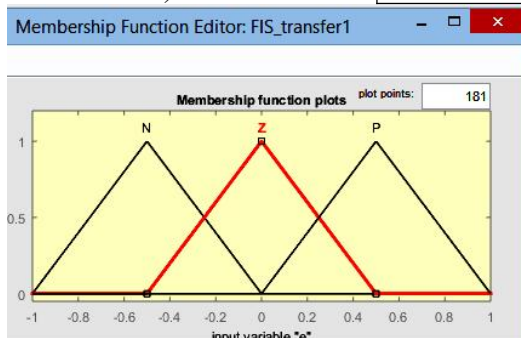 Membership Function Editor: FIS_transfer1
Membership function plots
plot points:
181
N
Z
P
1
0.5
0
-1
-0.8
-0.6
-0.4
-0.2
0
0.2
0.4
0.6
0.8
1
input variable "e"